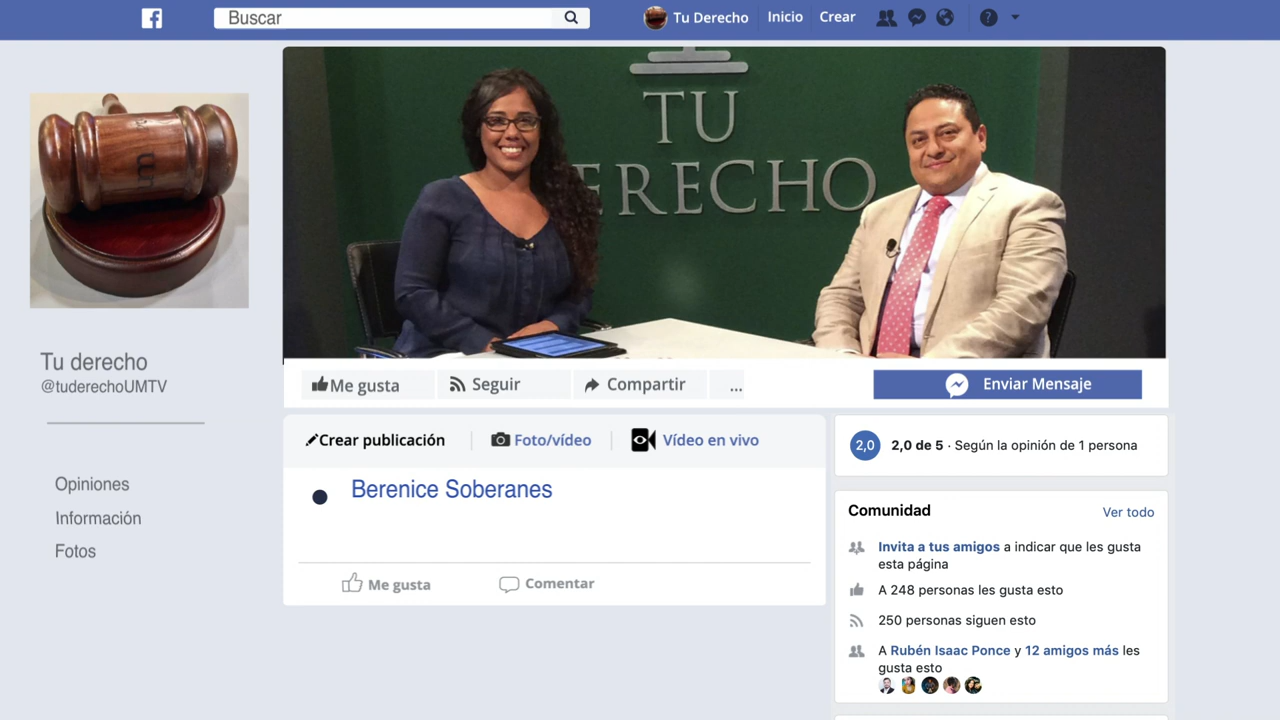 Buscar
Tu Derecho
Inicio
Crear
?
TU
ERECHO
Tu derecho
@tuderechoUMTV
Me gusta
Seguir
Compartir
...
Enviar Mensaje
Opiniones
Información
Fotos
Crear publicación
Foto/vídeo
Vídeo en vivo
Berenice Soberanes
Me gusta
Comentar
2,0
2,0 de 5 · Según la opinión de 1 persona
Comunidad
Ver todo
Invita a tus amigos a indicar que les gusta
esta página
A 248 personas les gusta esto
250 personas siguen esto
A Rubén Isaac Ponce y 12 amigos más les
gusta esto